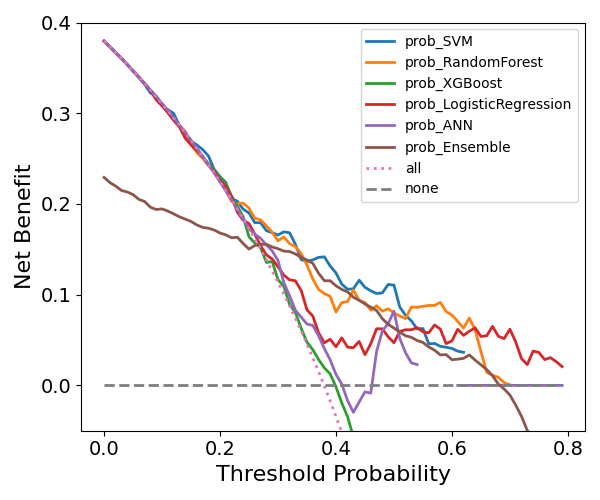 0.4
0.3
0.2
0.1
0.0
Net Benefit
prob_SVM
prob_RandomForest
prob_XGBoost
prob_LogisticRegression
prob_ANN
prob_Ensemble
all
none
0.0 0.2 0.4 0.6 0.8
Threshold Probability